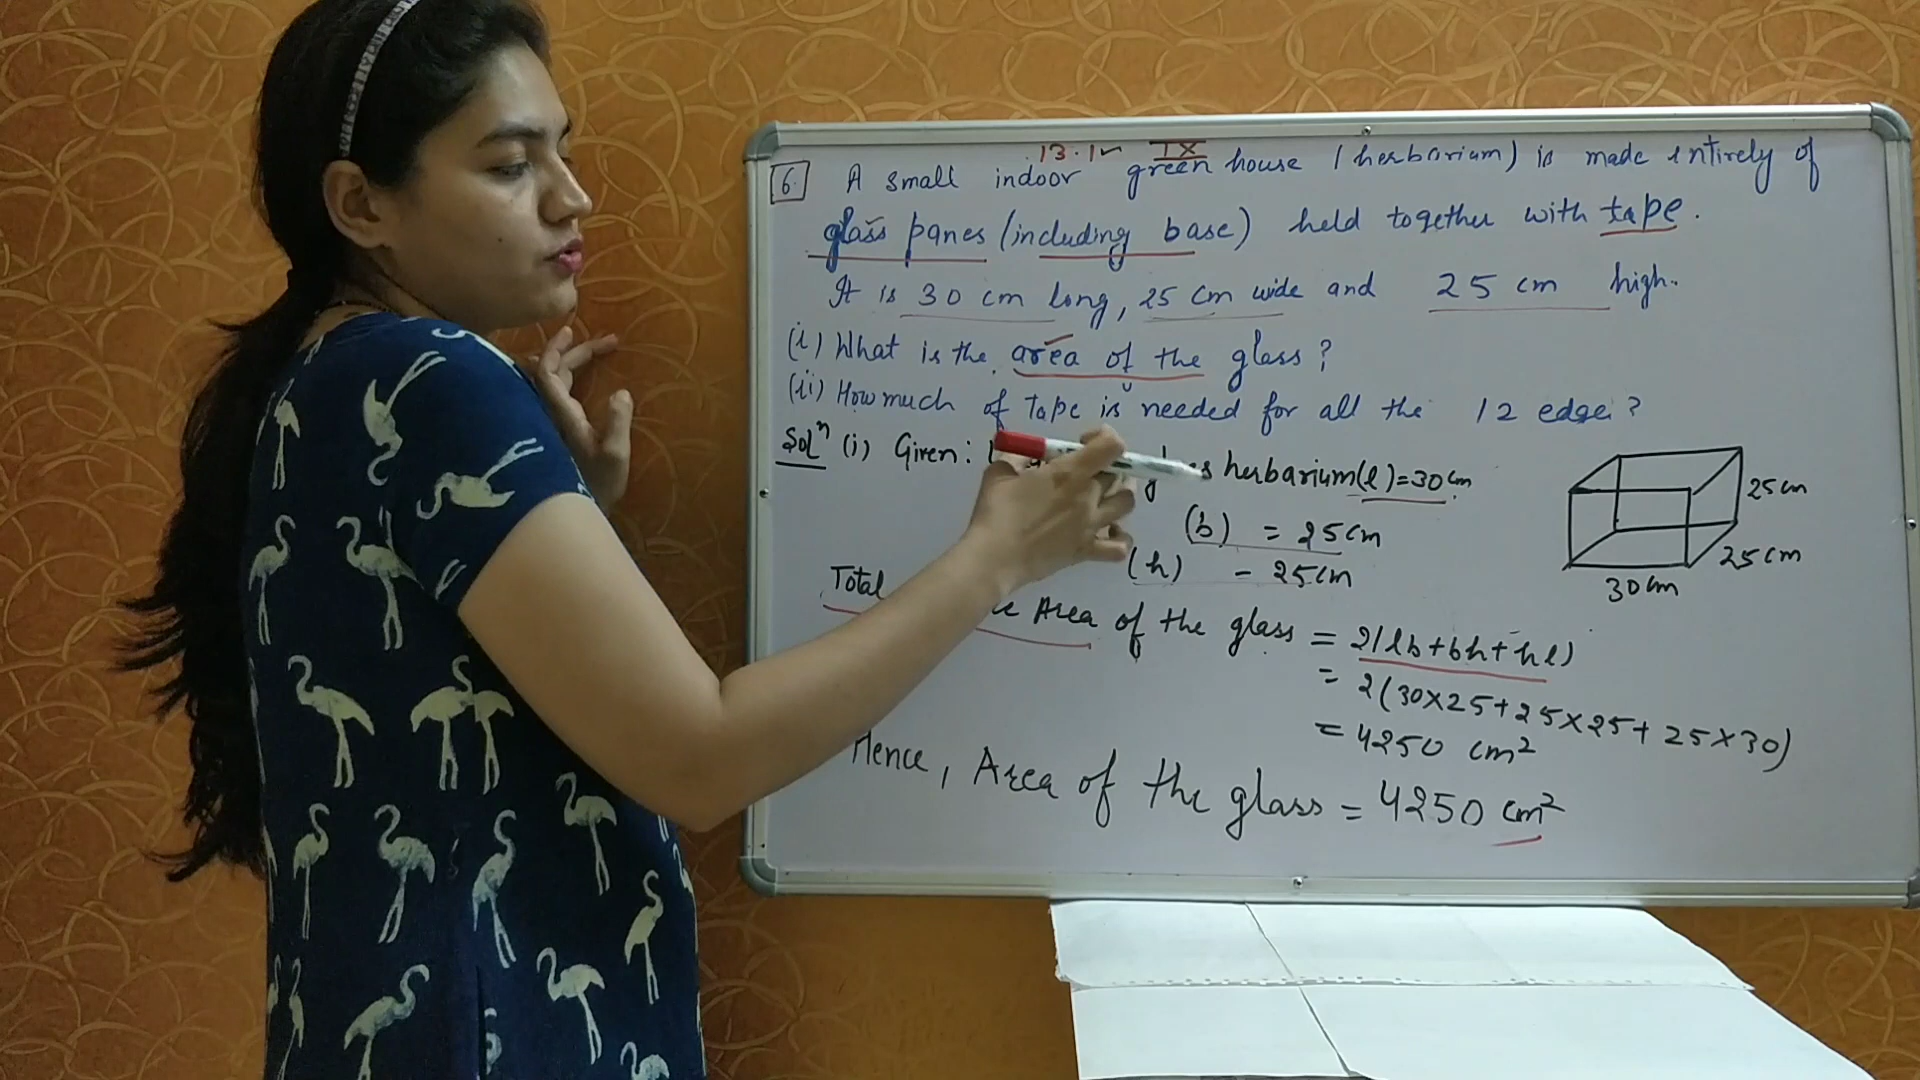 13.1 IX
6. A small indoor green house (herbarium) is made entirely of
glass panes (including base) held together with tape.
It is 30 cm long, 25 cm wide and 25 cm high.
(i) What is the area of the glass?
(ii) How much of tape is needed for all the 12 edge?
Solⁿ (i) Given: herbarium(l)=30cm
(b) = 25cm
(h) - 25cm
25cm
25cm
30cm
Total Area of the glass = 2(lb+bh+hl)
= 2(30×25+25×25+25×30)
= 4250 cm²
Hence, Area of the glass = 4250 cm²